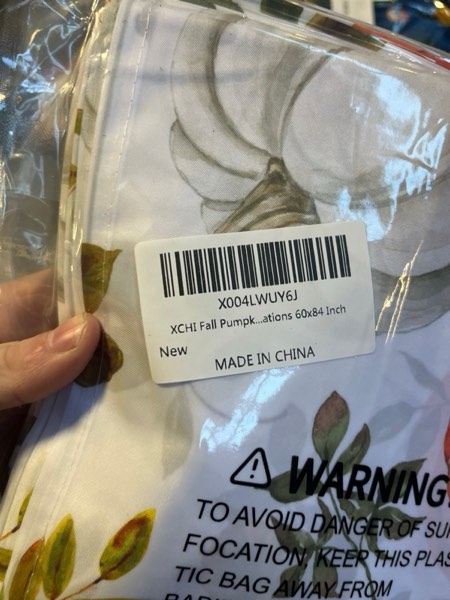 X004LWUY6J
XCHI Fall Pumpk...ations 60x84 Inch
New
MADE IN CHINA
WARNING
TO AVOID DANGER OF SU
FOCATION, KEEP THIS PLAS
TIC BAG AWAY FROM